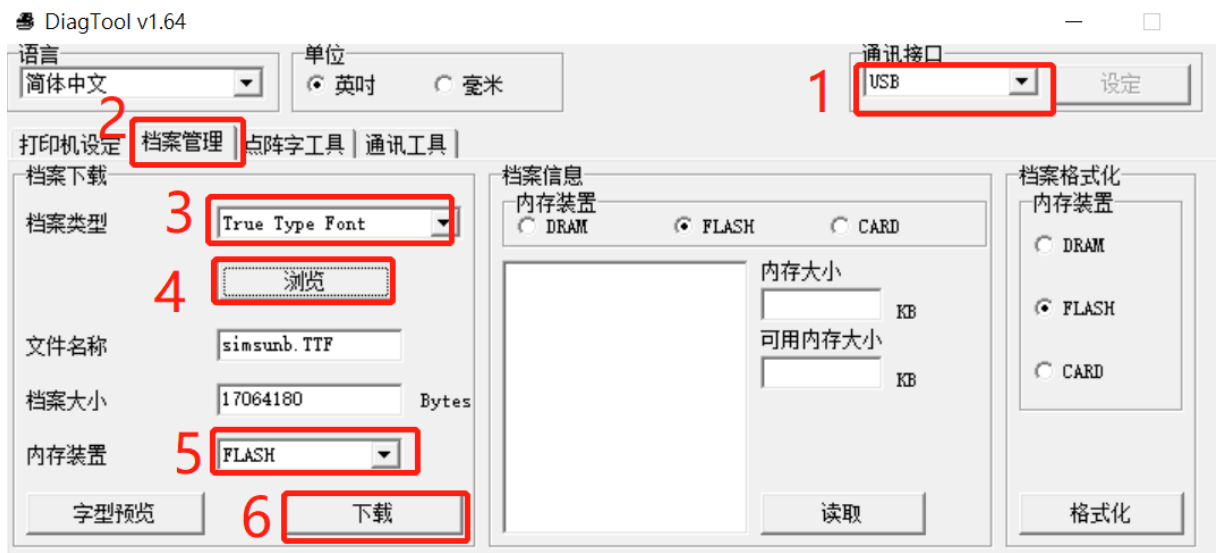 DiagTool v1.64
语言
简体中文
单位
英吋
毫米
通讯接口
1
USB
设定
2
打印机设定
档案管理
点阵字工具
通讯工具
档案下载
档案类型
3
True Type Font
4
浏览
文件名称
simsunb.TTF
档案大小
17064180
Bytes
内存装置
5
FLASH
字型预览
6
下载
档案信息
内存装置
DRAM
FLASH
CARD
内存大小
KB
可用内存大小
KB
读取
档案格式化
内存装置
DRAM
FLASH
CARD
格式化